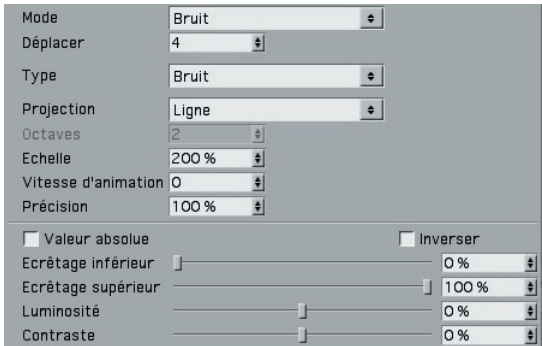 Mode Bruit
Déplacer 4
Type Bruit
Projection Ligne
Octaves 2
Echelle 200 %
Vitesse d'animation 0
Précision 100 %
Valeur absolue Inverser
Ecrêtage inférieur 0 %
Ecrêtage supérieur 100 %
Luminosité 0 %
Contraste 0 %